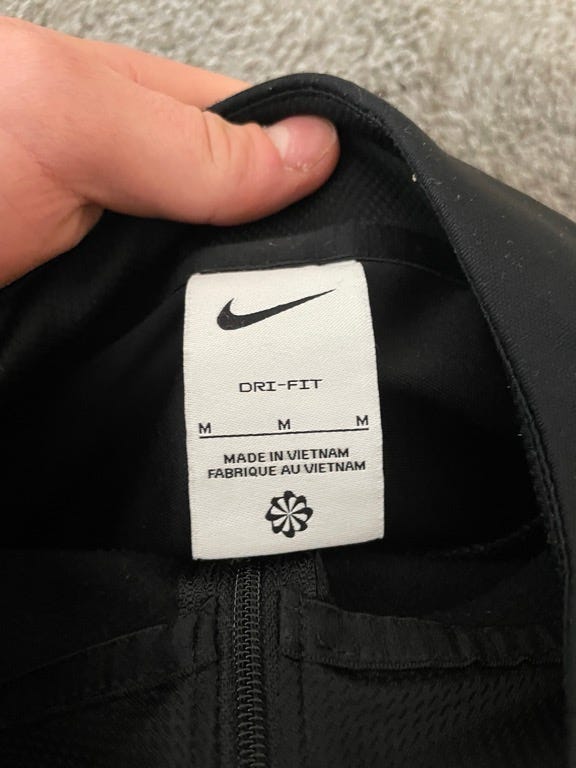 DRI-FIT
M M M
MADE IN VIETNAM
FABRIQUE AU VIETNAM